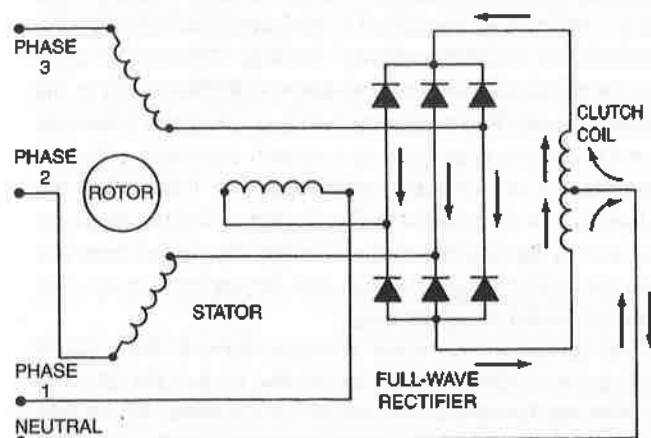 PHASE
3
PHASE
2
ROTOR
STATOR
PHASE
1
NEUTRAL
FULL-WAVE
RECTIFIER
CLUTCH
COIL